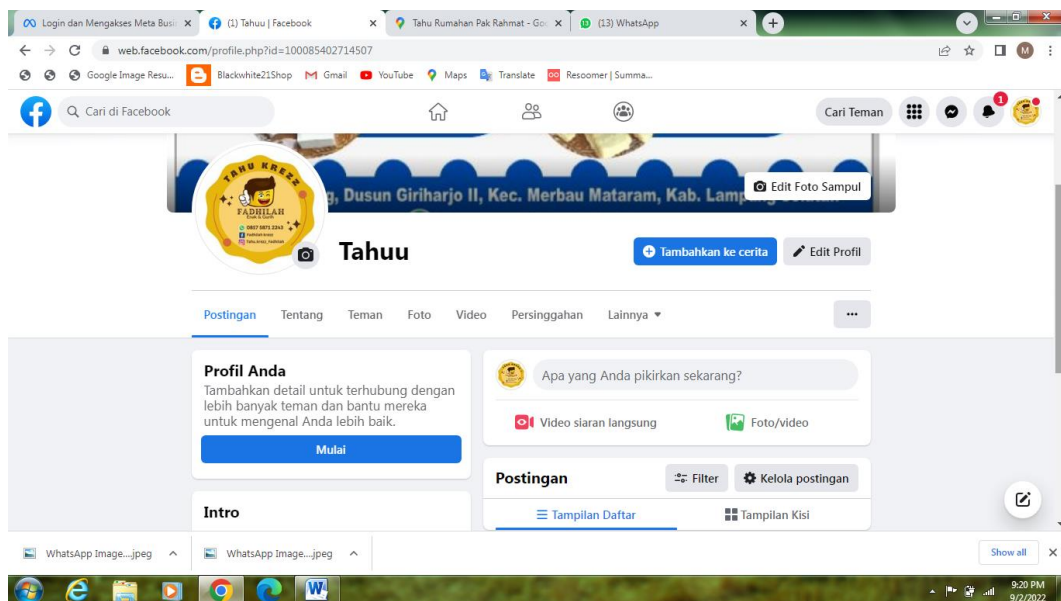 Login dan Mengakses Meta Busi
(1) Tahuu | Facebook
Tahu Rumahan Pak Rahmat - Go
(13) WhatsApp
web.facebook.com/profile.php?id=100085402714507
Google Image Resu...
Blackwhite21Shop
Gmail
YouTube
Maps
Translate
Resoomer | Summa...
Cari di Facebook
Cari Teman
1
Dusun Giriharjo II, Kec. Merbau Mataram, Kab.
Edit Foto Sampul
TAHU KREZZ
FADHILAH
Tahuu
Tambahkan ke cerita
Edit Profil
Postingan
Tentang
Teman
Foto
Video
Persinggahan
Lainnya
Profil Anda
Tambahkan detail untuk terhubung dengan
lebih banyak teman dan bantu mereka
untuk mengenal Anda lebih baik.
Mulai
Intro
Apa yang Anda pikirkan sekarang?
Video siaran langsung
Foto/video
Postingan
Filter
Kelola postingan
Tampilan Daftar
Tampilan Kisi
WhatsApp Image....jpeg
WhatsApp Image....jpeg
Show all
9:20 PM
9/2/2022